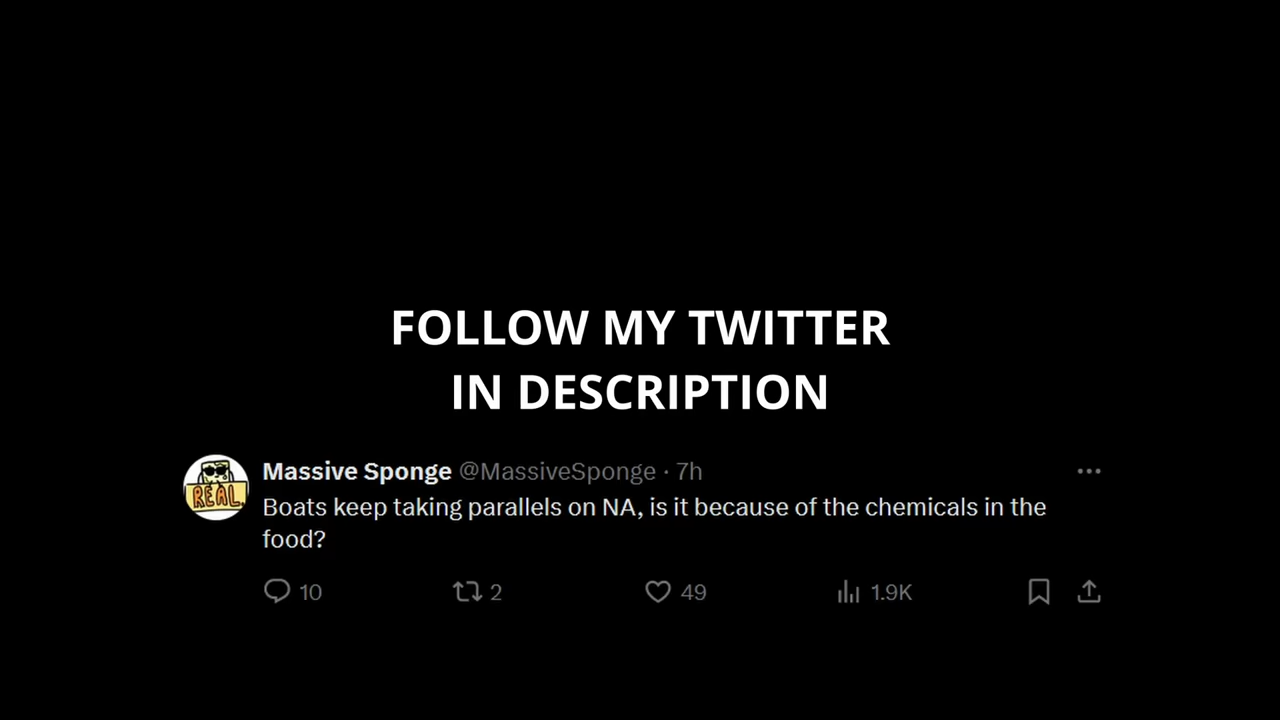 FOLLOW MY TWITTER
IN DESCRIPTION
Massive Sponge @MassiveSponge · 7h
REAL
Boats keep taking parallels on NA, is it because of the chemicals in the
food?
10 2 49 1.9K